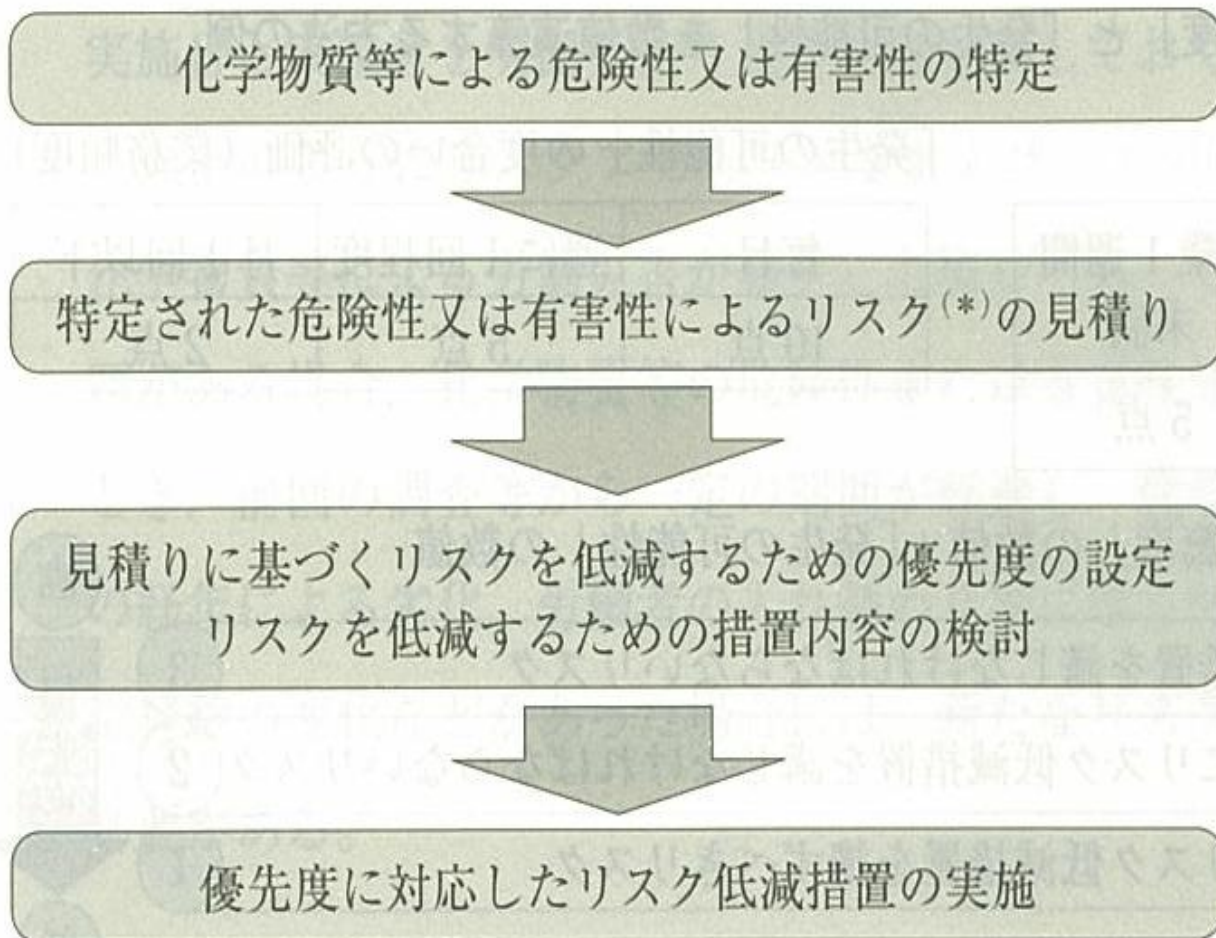 化学物質等による危険性又は有害性の特定
特定された危険性又は有害性によるリスク(*)の見積り
見積りに基づくリスクを低減するための優先度の設定
リスクを低減するための措置内容の検討
優先度に対応したリスク低減措置の実施